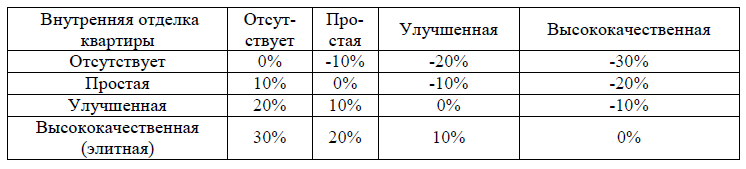 Внутренняя отделка квартиры Отсут-ствует Про-стая Улучшенная Высококачественная
Отсутствует 0% -10% -20% -30%
Простая 10% 0% -10% -20%
Улучшенная 20% 10% 0% -10%
Высококачественная (элитная) 30% 20% 10% 0%